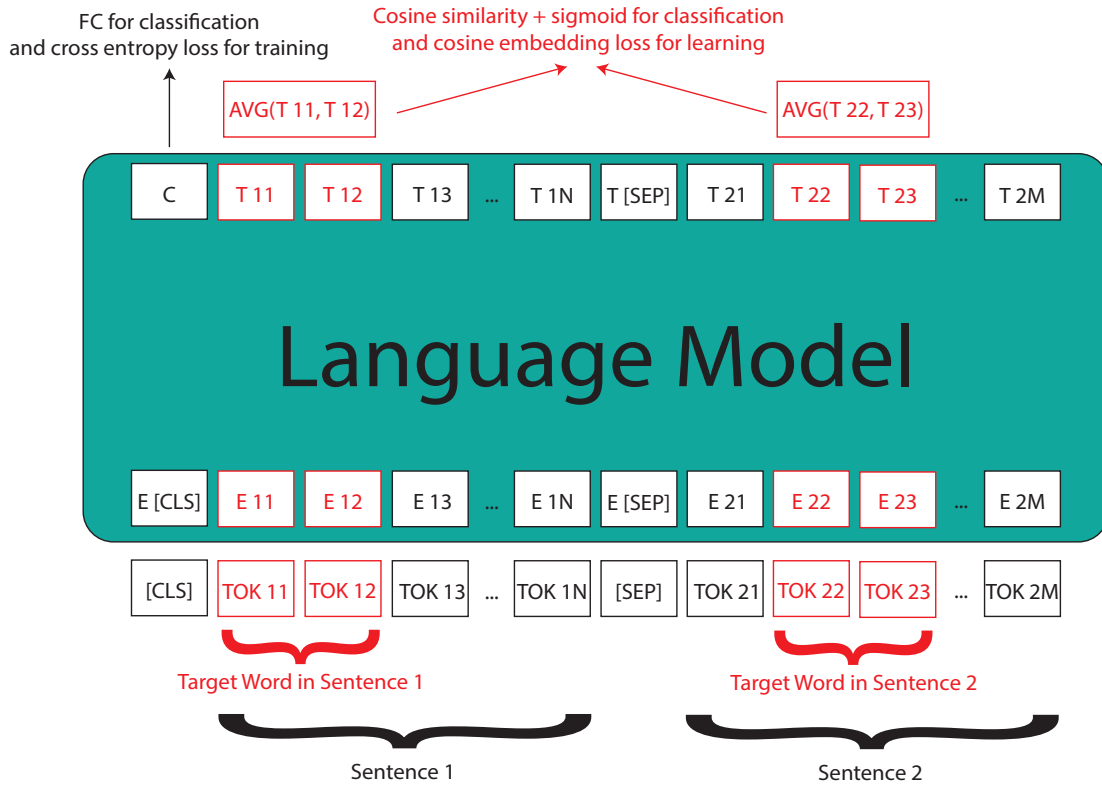 FC for classification
and cross entropy loss for training
Cosine similarity + sigmoid for classification
and cosine embedding loss for learning
AVG(T 11, T 12)
AVG(T 22, T 23)
C T 11 T 12 T 13 ... T 1N T [SEP] T 21 T 22 T 23 ... T 2M
Language Model
E [CLS] E 11 E 12 E 13 ... E 1N E [SEP] E 21 E 22 E 23 ... E 2M
[CLS] TOK 11 TOK 12 TOK 13 ... TOK 1N [SEP] TOK 21 TOK 22 TOK 23 ... TOK 2M
Target Word in Sentence 1
Target Word in Sentence 2
Sentence 1
Sentence 2